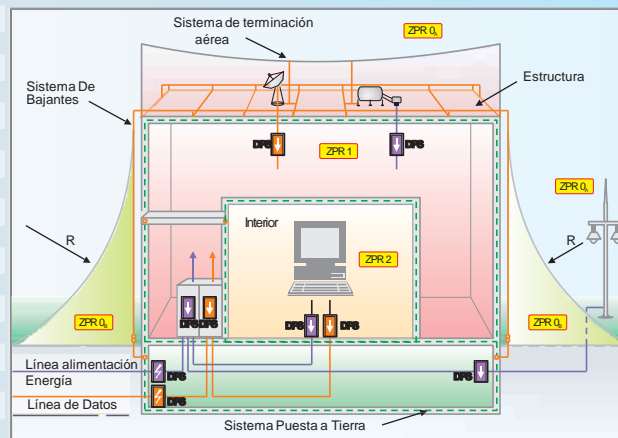 Sistema de terminación
aérea
ZPR 0A
Sistema De
Bajantes
Estructura
DPS
DPS
ZPR 1
ZPR 0A
Interior
ZPR 2
R
R
DPS
DPS
DPS
DPS
ZPR 0B
ZPR 0B
Línea alimentación
Energía
DPS
DPS
DPS
Línea de Datos
Sistema Puesta a Tierra